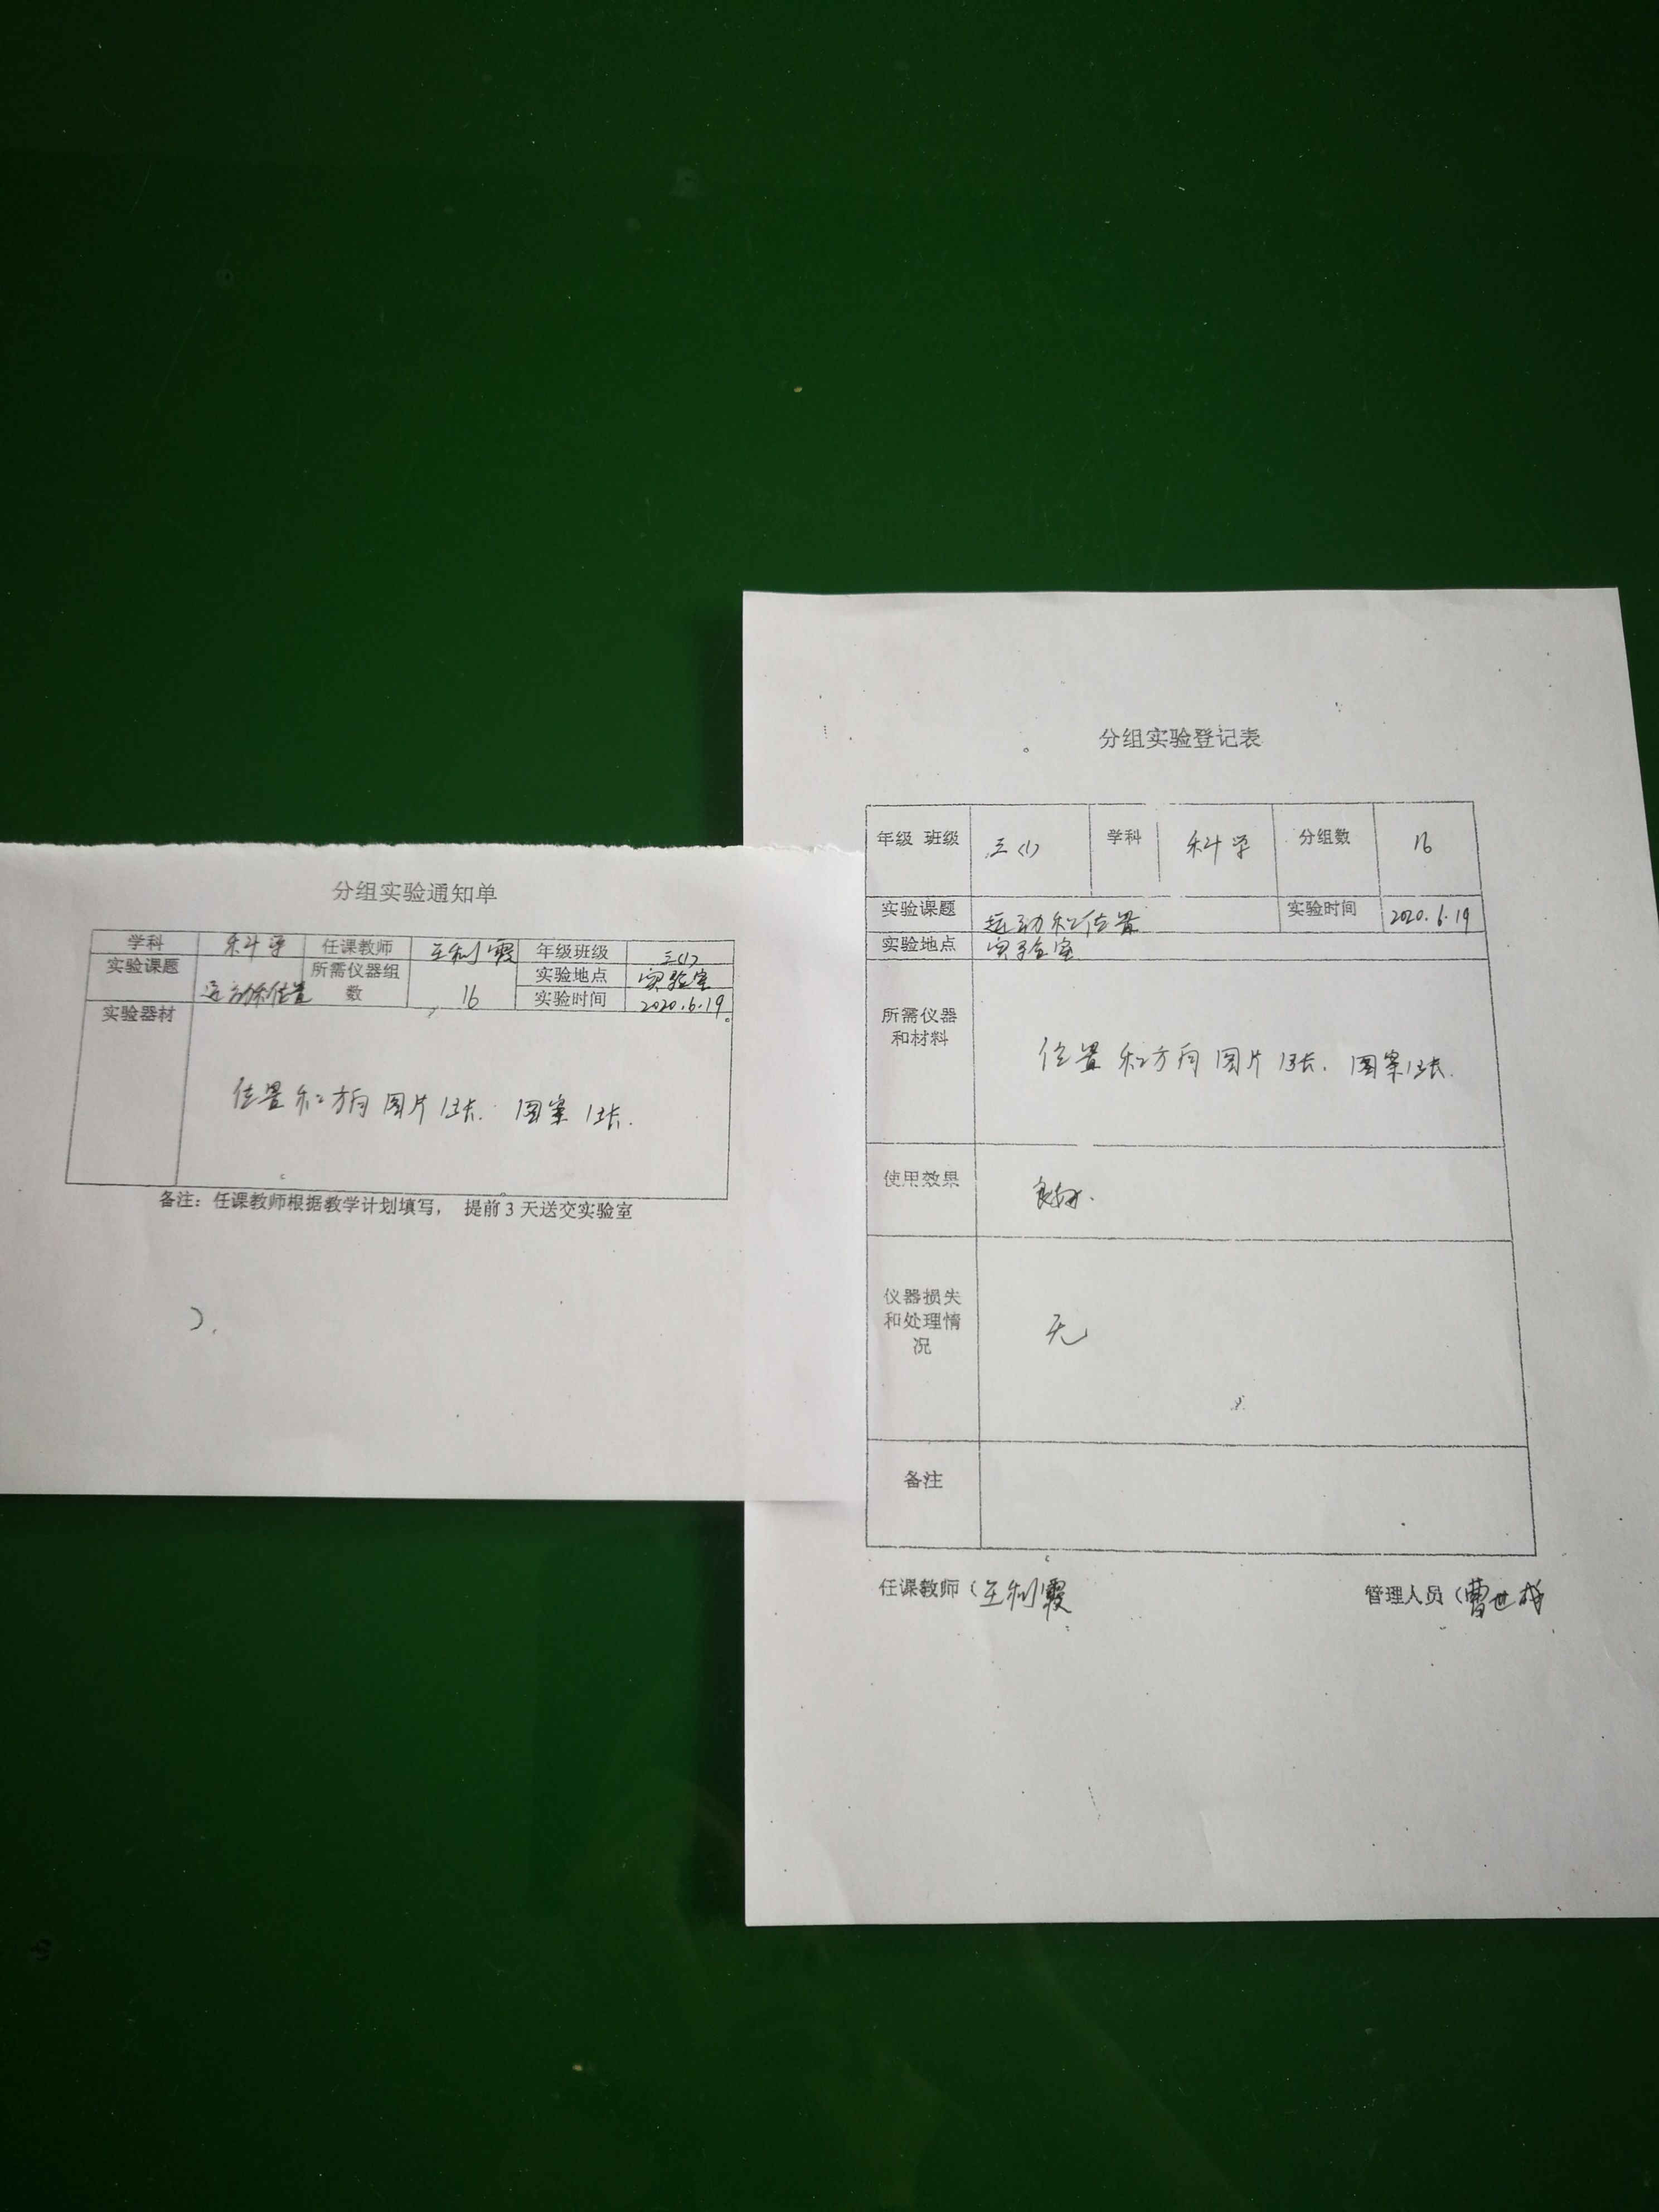 分组实验通知单
学科 科学 任课教师 王利霞 年级班级 三(1)
实验课题 运动和位置 所需仪器组数 16 实验地点 实验室
实验时间 2020.6.19
实验器材 位置和方向图片1张. 图案1张.
备注：任课教师根据教学计划填写， 提前3天送交实验室
分组实验登记表
年级 班级 三(1) 学科 科学 分组数 16
实验课题 运动和位置 实验时间 2020.6.19
实验地点 实验室
所需仪器
和材料
位置和方向图片1张. 图案1张.
使用效果 良好.
仪器损失
和处理情
况
无
备注
任课教师（王利霞 管理人员（曹世